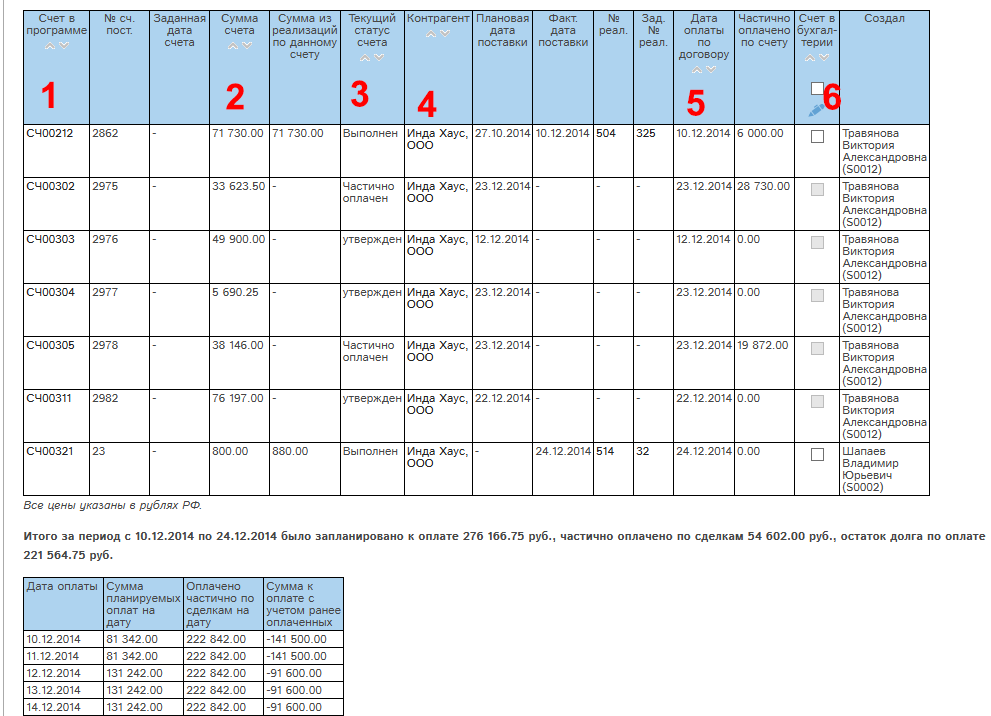 Счет в программе № сч. пост. Заданная дата счета Сумма счета Сумма из реализаций по данному счету Текущий статус счета Контрагент Плановая дата поставки Факт. дата поставки № реал. Зад. № реал. Дата оплаты по договору Частично оплачено по счету Счет в бухгал-терии Создал
1 2 3 4 5 6
СЧ00212 2862 - 71 730.00 71 730.00 Выполнен Инда Хаус, ООО 27.10.2014 10.12.2014 504 325 10.12.2014 6 000.00 Травянова Виктория Александровна (S0012)
СЧ00302 2975 - 33 623.50 - Частично оплачен Инда Хаус, ООО 23.12.2014 - - - 23.12.2014 28 730.00 Травянова Виктория Александровна (S0012)
СЧ00303 2976 - 49 900.00 - утвержден Инда Хаус, ООО 12.12.2014 - - - 12.12.2014 0.00 Травянова Виктория Александровна (S0012)
СЧ00304 2977 - 5 690.25 - утвержден Инда Хаус, ООО 23.12.2014 - - - 23.12.2014 0.00 Травянова Виктория Александровна (S0012)
СЧ00305 2978 - 38 146.00 - Частично оплачен Инда Хаус, ООО 23.12.2014 - - - 23.12.2014 19 872.00 Травянова Виктория Александровна (S0012)
СЧ00311 2982 - 76 197.00 - утвержден Инда Хаус, ООО 22.12.2014 - - - 22.12.2014 0.00 Травянова Виктория Александровна (S0012)
СЧ00321 23 - 800.00 880.00 Выполнен Инда Хаус, ООО - 24.12.2014 514 32 24.12.2014 0.00 Шапаев Владимир Юрьевич (S0002)
Все цены указаны в рублях РФ.
Итого за период с 10.12.2014 по 24.12.2014 было запланировано к оплате 276 166.75 руб., частично оплачено по сделкам 54 602.00 руб., остаток долга по оплате
221 564.75 руб.
Дата оплаты Сумма планируемых оплат на дату Оплачено частично по сделкам на дату Сумма к оплате с учетом ранее оплаченных
10.12.2014 81 342.00 222 842.00 -141 500.00
11.12.2014 81 342.00 222 842.00 -141 500.00
12.12.2014 131 242.00 222 842.00 -91 600.00
13.12.2014 131 242.00 222 842.00 -91 600.00
14.12.2014 131 242.00 222 842.00 -91 600.00